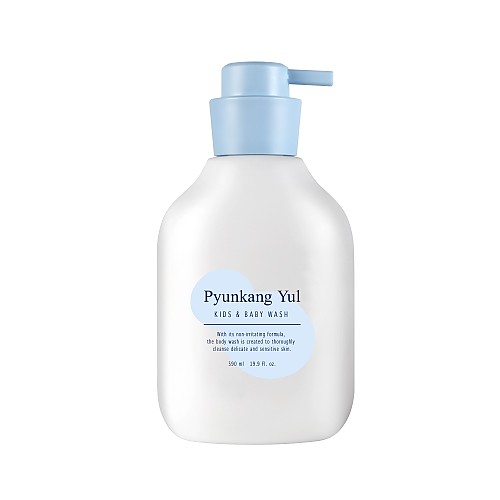 Pyunkang Yul
KIDS & BABY WASH
With its non-irritating formula,
the body wash is created to thoroughly
cleanse delicate and sensitive skin.
590 ml 19.9 fl. oz.